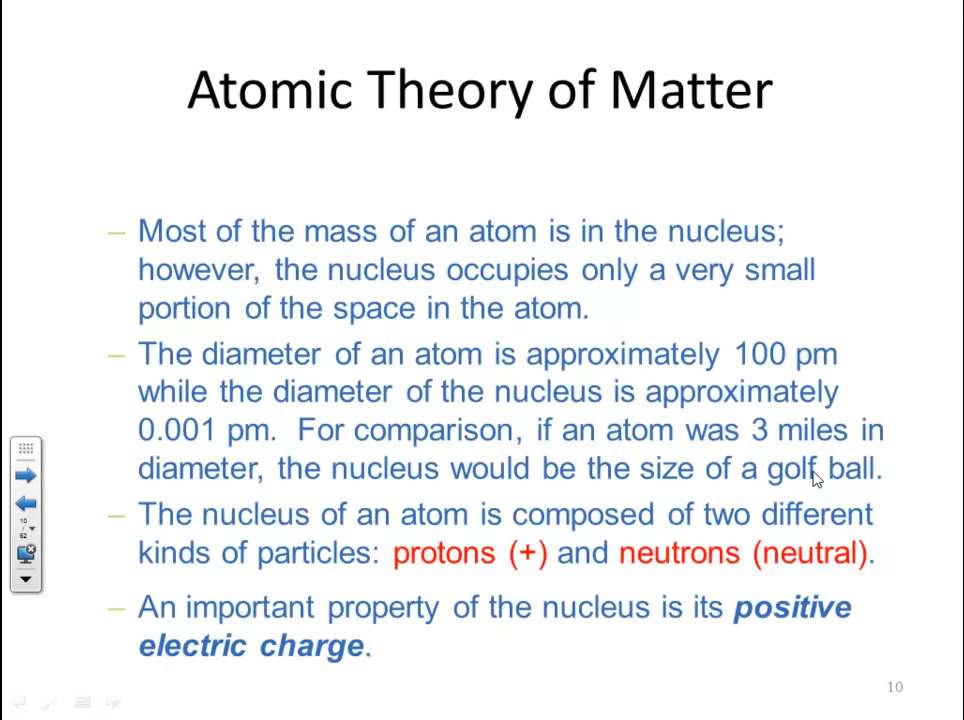 Atomic Theory of Matter
– Most of the mass of an atom is in the nucleus;
however, the nucleus occupies only a very small
portion of the space in the atom.
– The diameter of an atom is approximately 100 pm
while the diameter of the nucleus is approximately
0.001 pm. For comparison, if an atom was 3 miles in
diameter, the nucleus would be the size of a golf ball.
10
/
62
– The nucleus of an atom is composed of two different
kinds of particles: protons (+) and neutrons (neutral).
– An important property of the nucleus is its positive
electric charge.
10